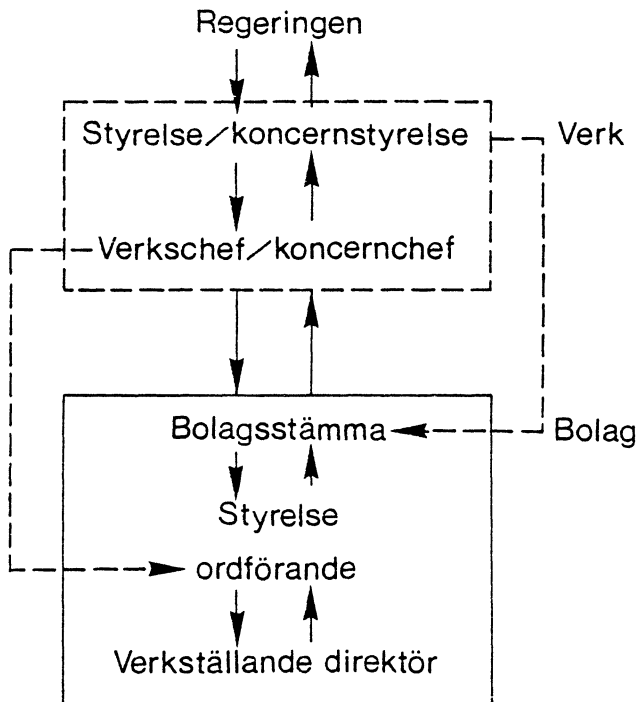 Regeringen
Styrelse/koncernstyrelse Verk
Verkschef/koncernchef
Bolagsstämma Bolag
Styrelse
ordförande
Verkställande direktör